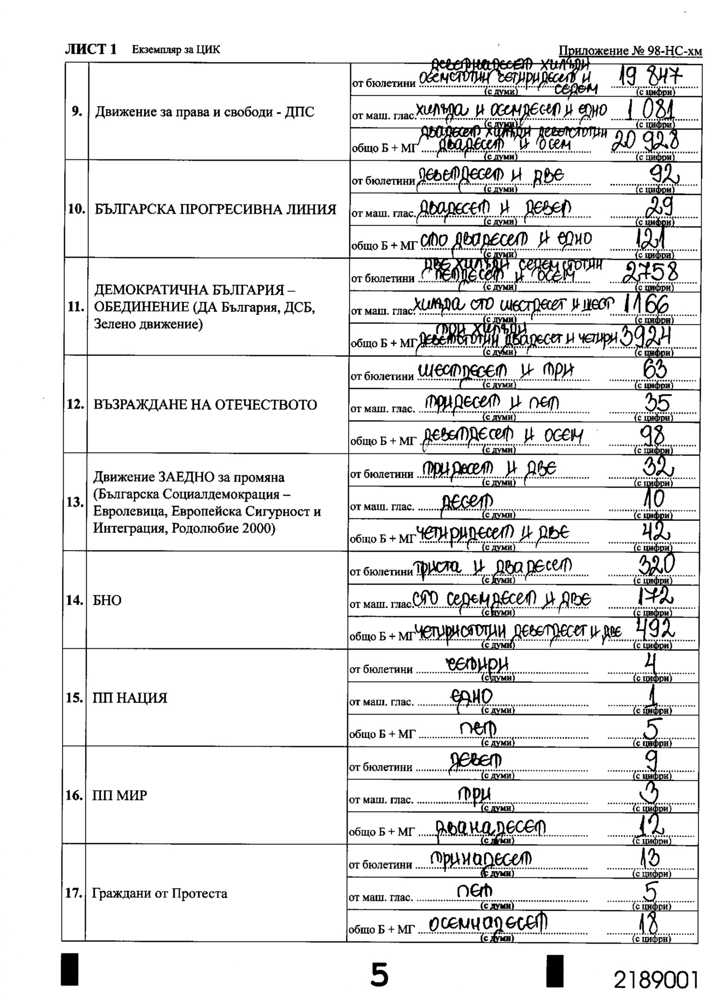 ЛИСТ 1 Екземпляр за ЦИК
Приложение № 98-НС-хм
9. Движение за права и свободи - ДПС
деветнадесет хиляди
от бюлетини осемстотин четиридесет и 19 847
седем
(с думи) (с цифри)
от маш. глас. хиляда и осемдесет и едно 1 081
(с думи) (с цифри)
двадесет хиляди деветстотин
общо Б + МГ двадесет и осем 20 928
(с думи) (с цифри)
10. БЪЛГАРСКА ПРОГРЕСИВНА ЛИНИЯ
от бюлетини деветдесет и две 92
(с думи) (с цифри)
от маш. глас. двадесет и девет 29
(с думи) (с цифри)
общо Б + МГ сто двадесет и едно 121
(с думи) (с цифри)
11. ДЕМОКРАТИЧНА БЪЛГАРИЯ –
ОБЕДИНЕНИЕ (ДА България, ДСБ,
Зелено движение)
две хиляди седемстотин
от бюлетини петдесет и осем 2758
(с думи) (с цифри)
от маш. глас. хиляда сто шестдесет и шест 1166
(с думи) (с цифри)
три хиляди
общо Б + МГ деветстотин двадесет и четири 3924
(с думи) (с цифри)
12. ВЪЗРАЖДАНЕ НА ОТЕЧЕСТВОТО
от бюлетини шестдесет и три 63
(с думи) (с цифри)
от маш. глас. тридесет и пет 35
(с думи) (с цифри)
общо Б + МГ деветдесет и осем 98
(с думи) (с цифри)
13. Движение ЗАЕДНО за промяна
(Българска Социалдемокрация –
Евролевица, Европейска Сигурност и
Интеграция, Родолюбие 2000)
от бюлетини тридесет и две 32
(с думи) (с цифри)
от маш. глас. десет 10
(с думи) (с цифри)
общо Б + МГ четиридесет и две 42
(с думи) (с цифри)
14. БНО
от бюлетини триста и двадесет 320
(с думи) (с цифри)
от маш. глас. сто седемдесет и две 172
(с думи) (с цифри)
общо Б + МГ четиристотин деветдесет и две 492
(с думи) (с цифри)
15. ПП НАЦИЯ
от бюлетини четири 4
(с думи) (с цифри)
от маш. глас. едно 1
(с думи) (с цифри)
общо Б + МГ пет 5
(с думи) (с цифри)
16. ПП МИР
от бюлетини девет 9
(с думи) (с цифри)
от маш. глас. три 3
(с думи) (с цифри)
общо Б + МГ дванадесет 12
(с думи) (с цифри)
17. Граждани от Протеста
от бюлетини тринадесет 13
(с думи) (с цифри)
от маш. глас. пет 5
(с думи) (с цифри)
общо Б + МГ осемнадесет 18
(с думи) (с цифри)
5
2189001